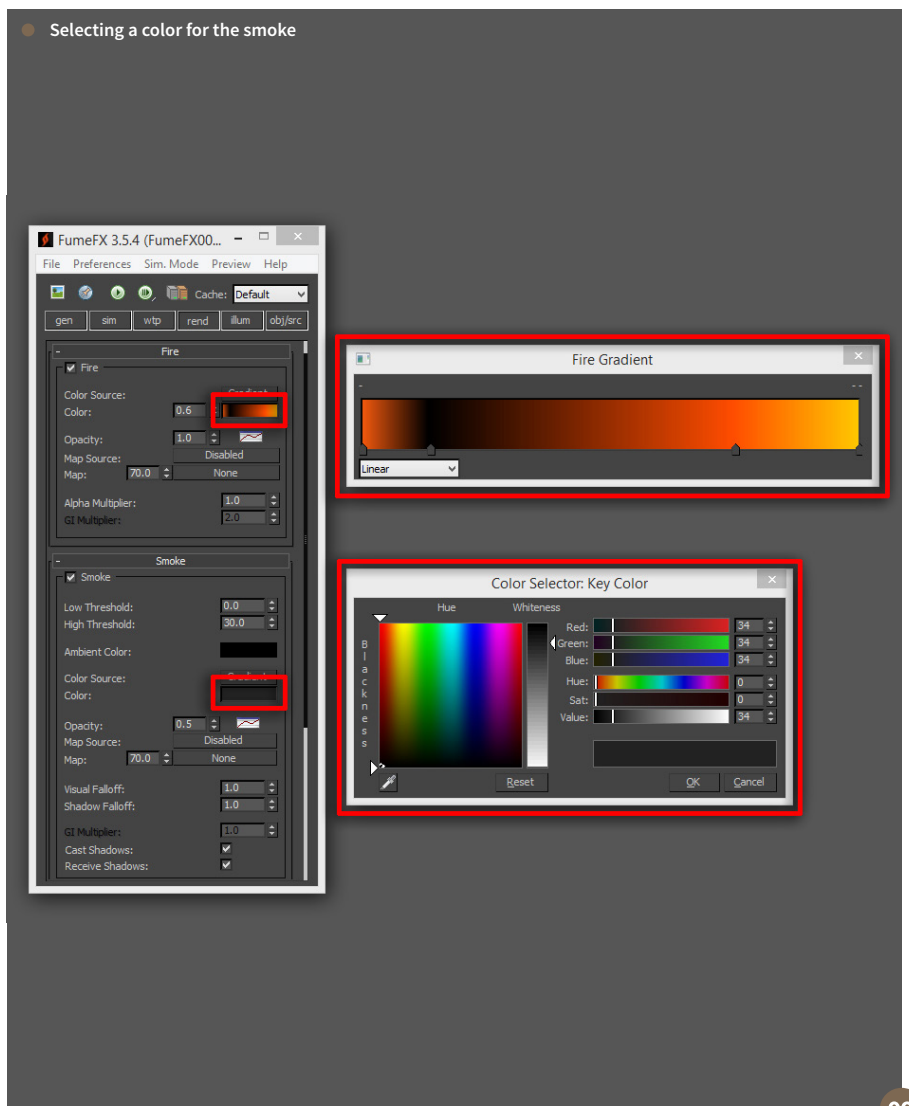 Selecting a color for the smoke
FumeFX 3.5.4 (FumeFX00...
File Preferences Sim. Mode Preview Help
Cache: Default
gen sim wtp rend illum obj/src
- Fire
Fire
Color Source: Gradient
Color: 0.6
Opacity: 1.0
Map Source: Disabled
Map: 70.0 None
Alpha Multiplier: 1.0
GI Multiplier: 2.0
- Smoke
Smoke
Low Threshold: 0.0
High Threshold: 30.0
Ambient Color:
Color Source: Gradient
Color:
Opacity: 0.5
Map Source: Disabled
Map: 70.0 None
Visual Falloff: 1.0
Shadow Falloff: 1.0
GI Multiplier: 1.0
Cast Shadows:
Receive Shadows:
Fire Gradient
Linear
Color Selector: Key Color
Hue Whiteness
Blackness
Red: 34
Green: 34
Blue: 34
Hue: 0
Sat: 0
Value: 34
Reset OK Cancel